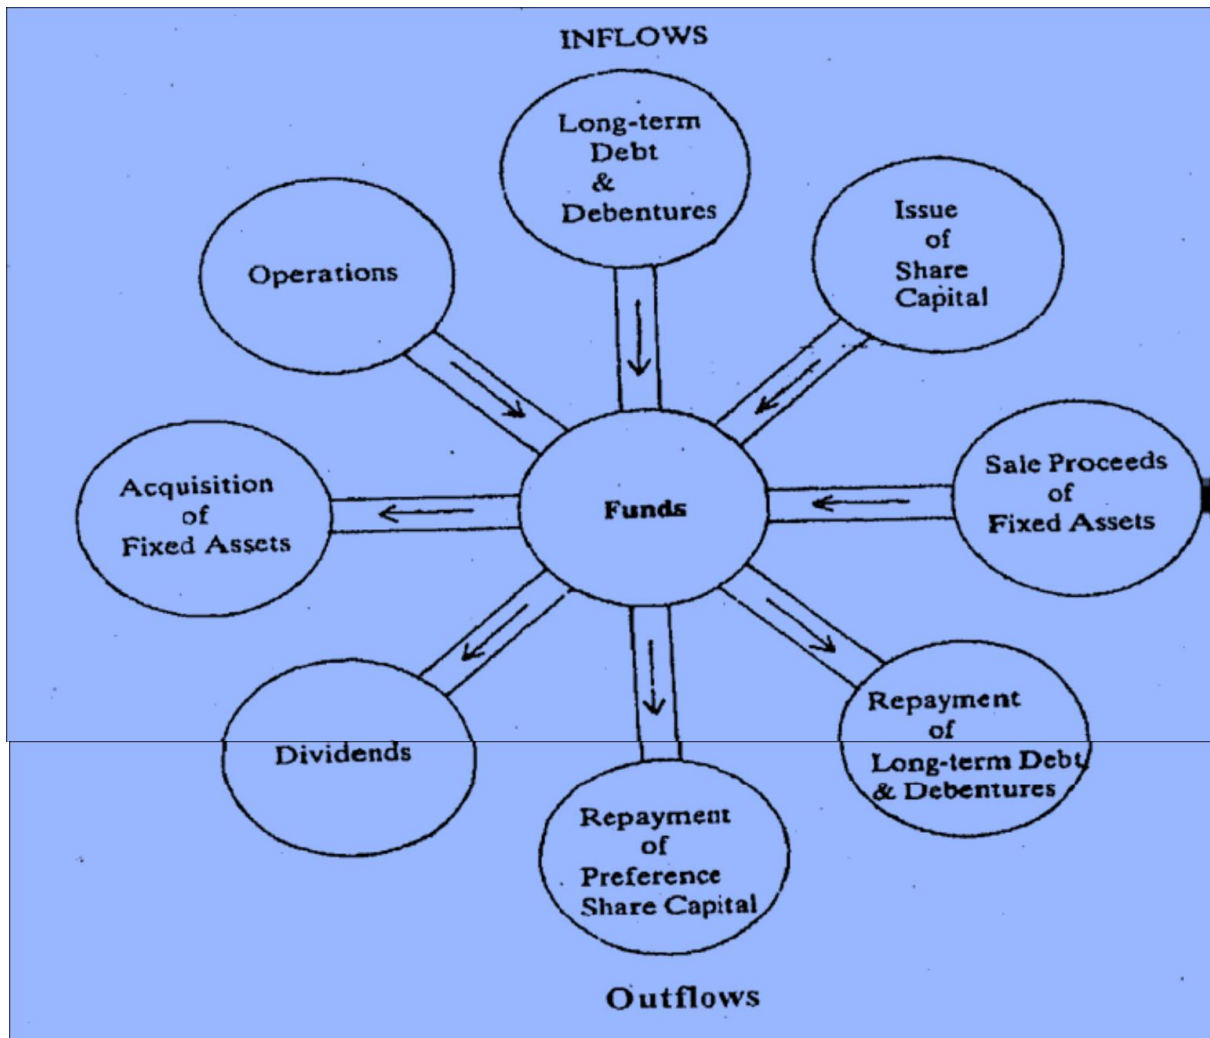 INFLOWS
Long-term
Debt
&
Debentures
Issue
of
Share
Capital
Operations
Sale Proceeds
of
Fixed Assets
Acquisition
of
Fixed Assets
Funds
Repayment
of
Long-term Debt
& Debentures
Dividends
Repayment
of
Preference
Share Capital
Outflows